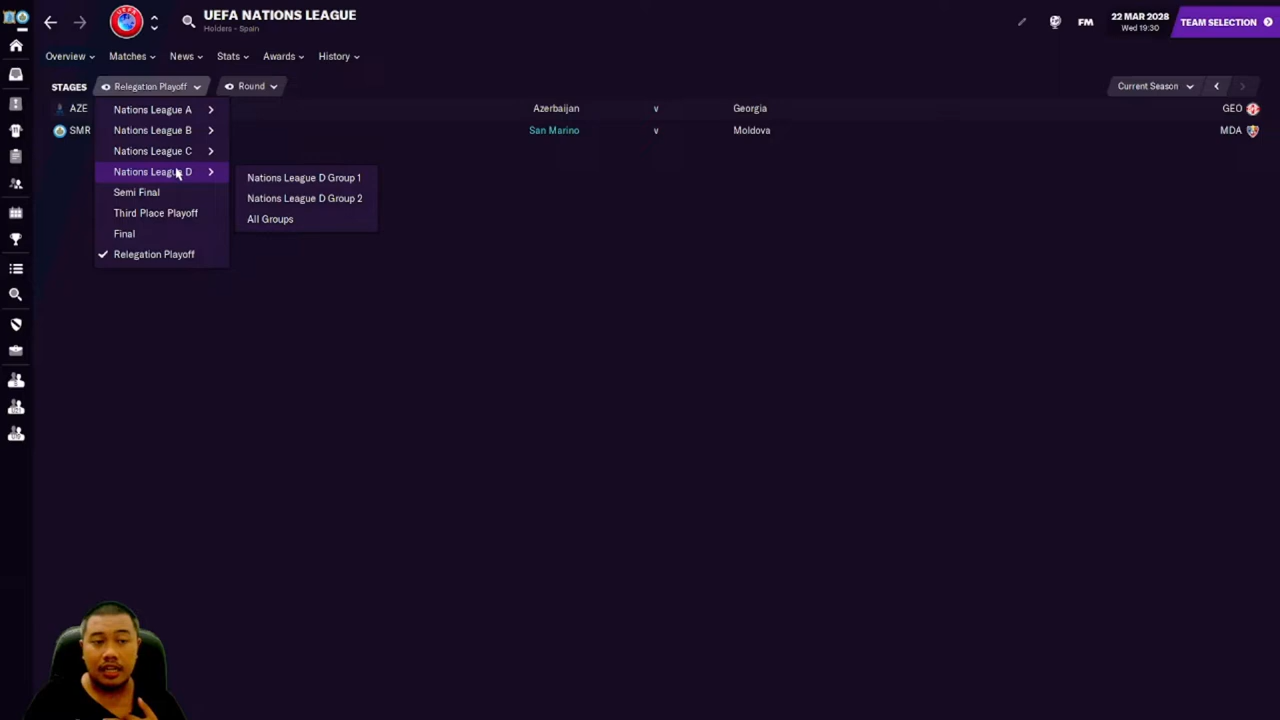 UEFA NATIONS LEAGUE
Holders - Spain
FM
22 MAR 2028
Wed 19:30
TEAM SELECTION
Overview
Matches
News
Stats
Awards
History
STAGES
Relegation Playoff
Round
Current Season
AZE
Azerbaijan
v
Georgia
GEO
SMR
San Marino
v
Moldova
MDA
Nations League A
Nations League B
Nations League C
Nations League D
Semi Final
Third Place Playoff
Final
Relegation Playoff
Nations League D Group 1
Nations League D Group 2
All Groups